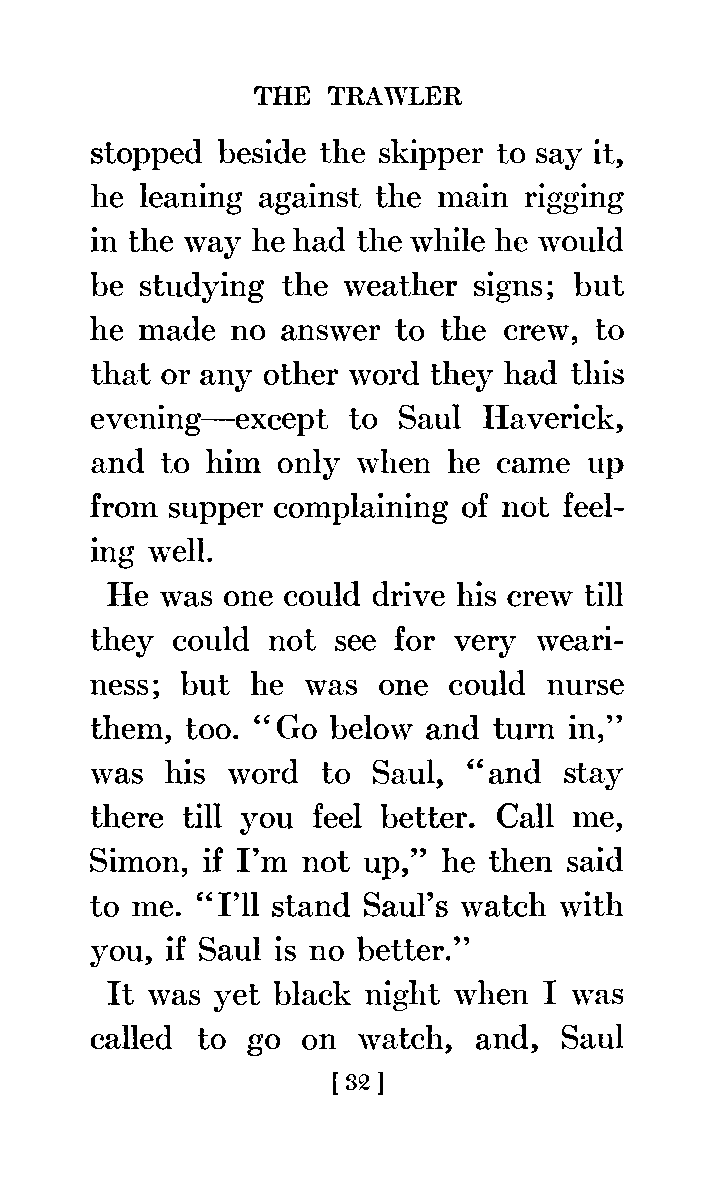 THE TRAWLER
stopped beside the skipper to say it,
he leaning against the main rigging
in the way he had the while he would
be studying the weather signs; but
he made no answer to the crew, to
that or any other word they had this
evening—except to Saul Haverick,
and to him only when he came up
from supper complaining of not feel-
ing well.
He was one could drive his crew till
they could not see for very weari-
ness; but he was one could nurse
them, too. “Go below and turn in,”
was his word to Saul, “and stay
there till you feel better. Call me,
Simon, if I’m not up,” he then said
to me. “I’ll stand Saul’s watch with
you, if Saul is no better.”
It was yet black night when I was
called to go on watch, and, Saul
[ 32 ]